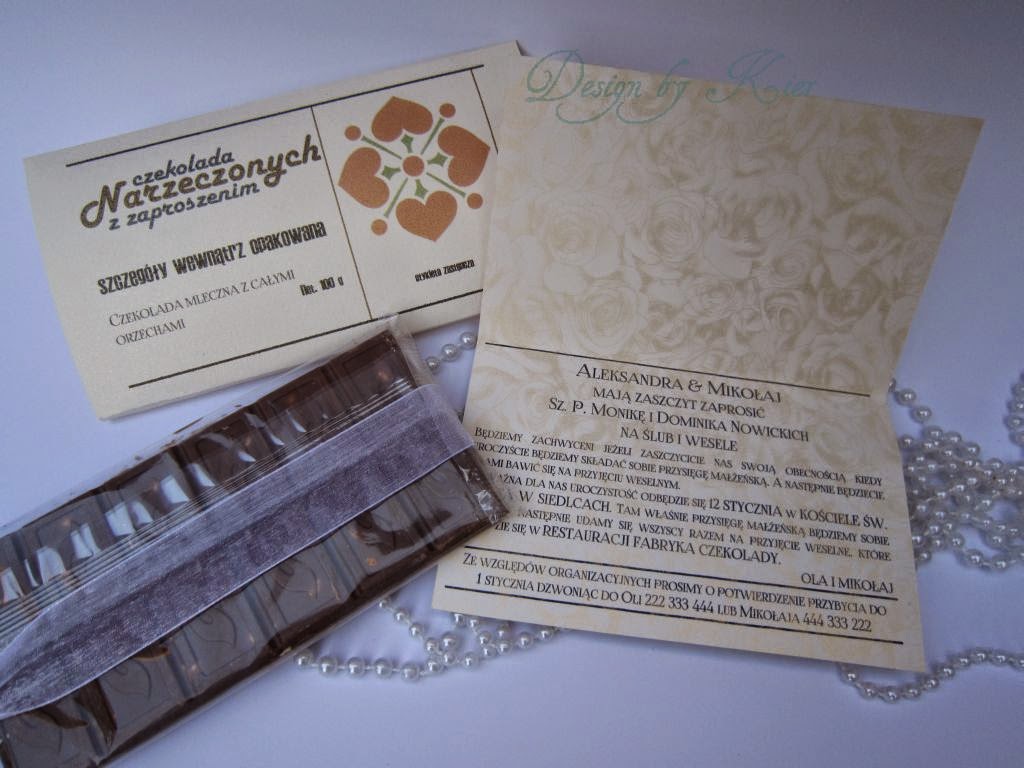 Design by Kier
czekolada
Narzeczonych
z zaproszenim
szczegóły wewnątrz opakowana
Czekolada mleczna z całymi
orzechami
Net. 100 g
etykieta zastępcza
Aleksandra & Mikołaj
mają zaszczyt zaprosić
Sz. P. Monikę i Dominika Nowickich
na ślub i wesele
Będziemy zachwyceni jeżeli zaszczycicie nas swoją obecnością kiedy
uroczyście będziemy składać sobie przysięgę małżeńską. A następnie będziecie
bawić się na przyjęciu weselnym.
dla nas uroczystość odbędzie się 12 stycznia w Kościele św.
w Siedlcach. Tam właśnie przysięgę małżeńską będziemy sobie
następnie udamy się wszyscy razem na przyjęcie weselne, które
się w Restauracji Fabryka Czekolady.
Ola i Mikołaj
Ze względów organizacyjnych prosimy o potwierdzenie przybycia do
1 stycznia dzwoniąc do Oli 222 333 444 lub Mikołaja 444 333 222